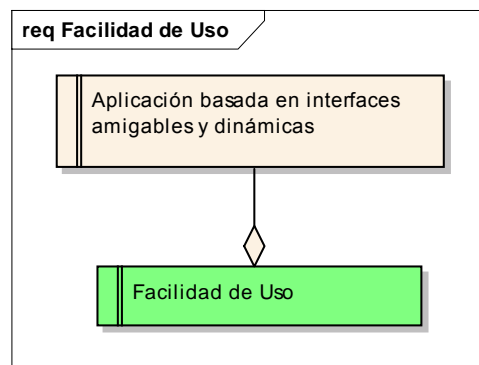 req Facilidad de Uso
Aplicación basada en interfaces
amigables y dinámicas
Facilidad de Uso